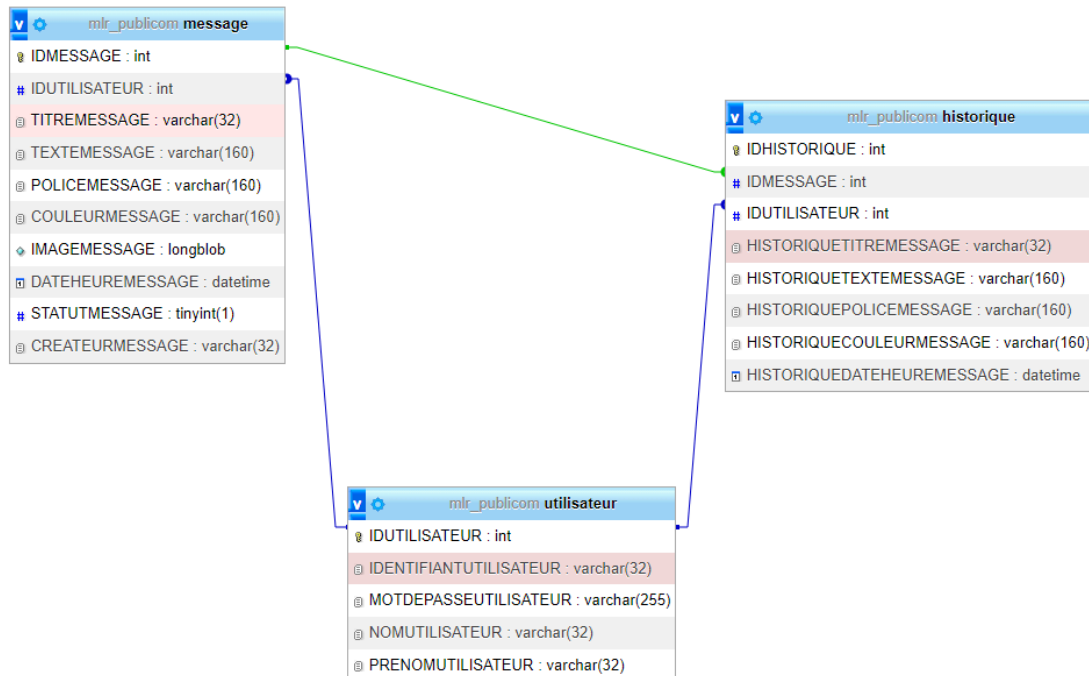 v mlr_publicom message
IDMESSAGE : int
# IDUTILISATEUR : int
TITREMESSAGE : varchar(32)
TEXTEMESSAGE : varchar(160)
POLICEMESSAGE : varchar(160)
COULEURMESSAGE : varchar(160)
IMAGEMESSAGE : longblob
DATEHEUREMESSAGE : datetime
# STATUTMESSAGE : tinyint(1)
CREATEURMESSAGE : varchar(32)
v mlr_publicom historique
IDHISTORIQUE : int
# IDMESSAGE : int
# IDUTILISATEUR : int
HISTORIQUETITREMESSAGE : varchar(32)
HISTORIQUETEXTEMESSAGE : varchar(160)
HISTORIQUEPOLICEMESSAGE : varchar(160)
HISTORIQUECOULEURMESSAGE : varchar(160)
HISTORIQUEDATEHEUREMESSAGE : datetime
v mlr_publicom utilisateur
IDUTILISATEUR : int
IDENTIFIANTUTILISATEUR : varchar(32)
MOTDEPASSEUTILISATEUR : varchar(255)
NOMUTILISATEUR : varchar(32)
PRENOMUTILISATEUR : varchar(32)